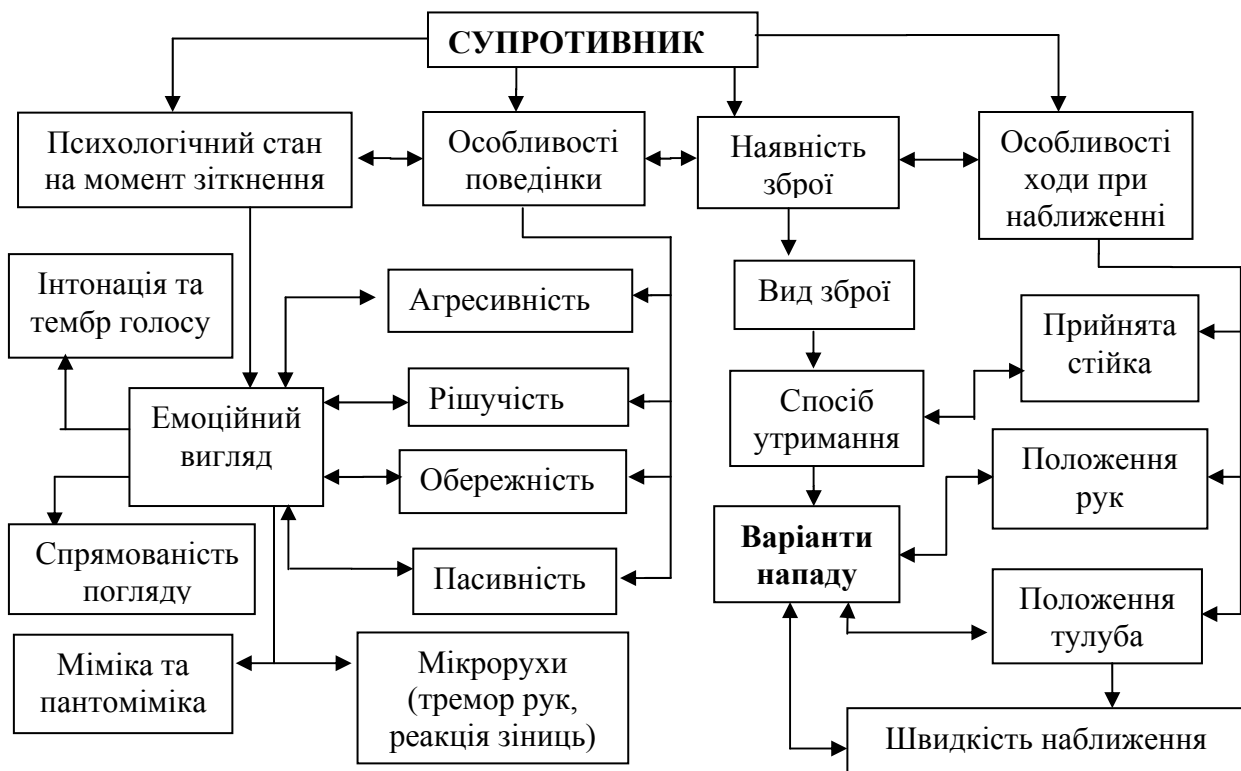 СУПРОТИВНИК
Психологічний стан
на момент зіткнення
Особливості
поведінки
Наявність
зброї
Особливості
ходи при
наближенні
Інтонація та
тембр голосу
Агресивність
Вид зброї
Прийнята
стійка
Емоційний
вигляд
Рішучість
Спосіб
утримання
Обережність
Положення
рук
Спрямованість
погляду
Пасивність
Варіанти
нападу
Положення
тулуба
Міміка та
пантоміміка
Мікрорухи
(тремор рук,
реакція зіниць)
Швидкість наближення